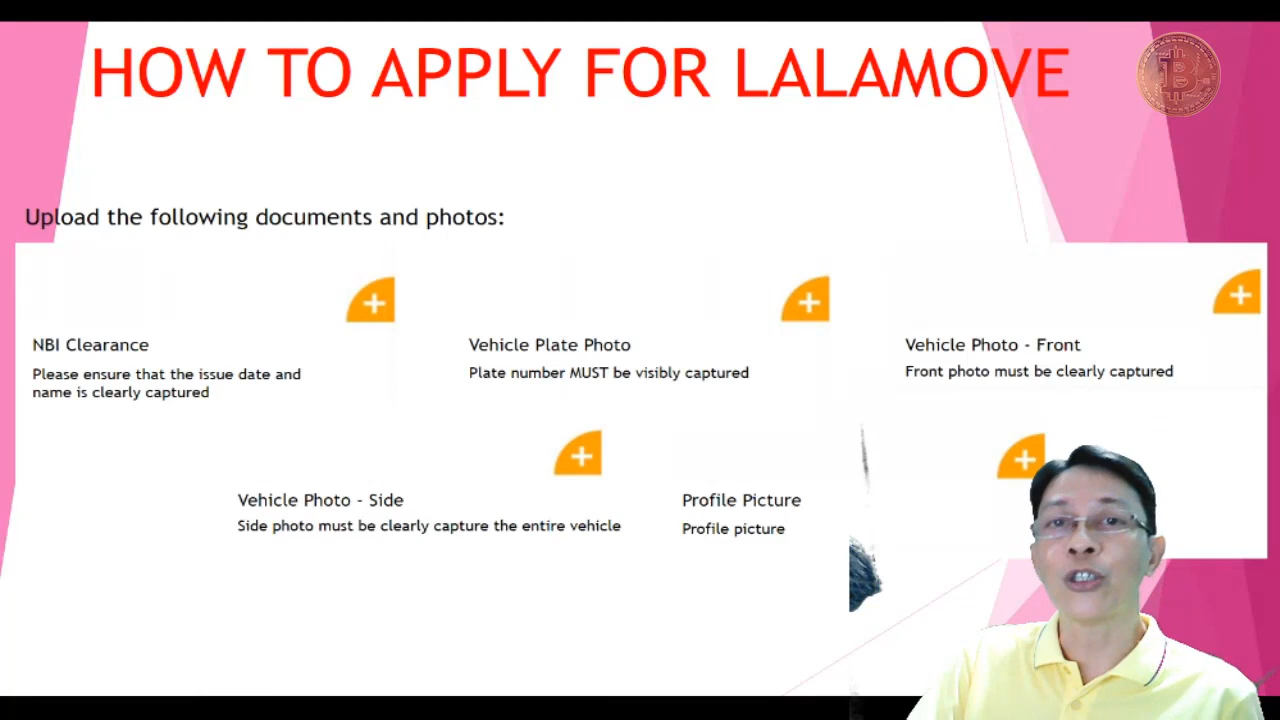 HOW TO APPLY FOR LALAMOVE
Upload the following documents and photos:
NBI Clearance
Please ensure that the issue date and
name is clearly captured
Vehicle Plate Photo
Plate number MUST be visibly captured
Vehicle Photo - Front
Front photo must be clearly captured
Vehicle Photo - Side
Side photo must be clearly capture the entire vehicle
Profile Picture
Profile picture